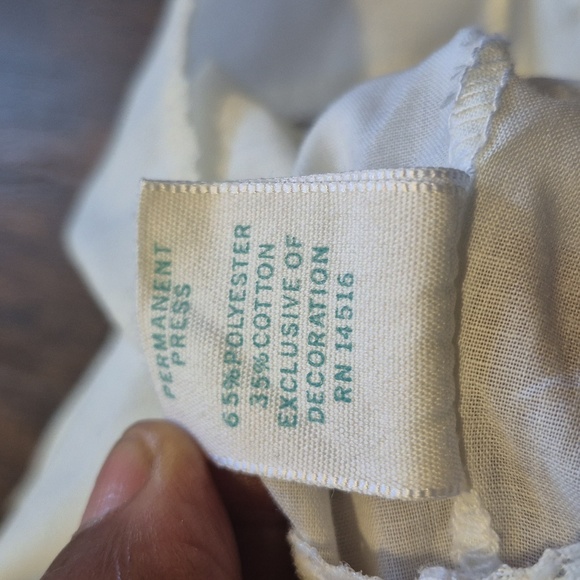 PERMANENT
PRESS
65% POLYESTER
35% COTTON
EXCLUSIVE OF
DECORATION
RN 14516